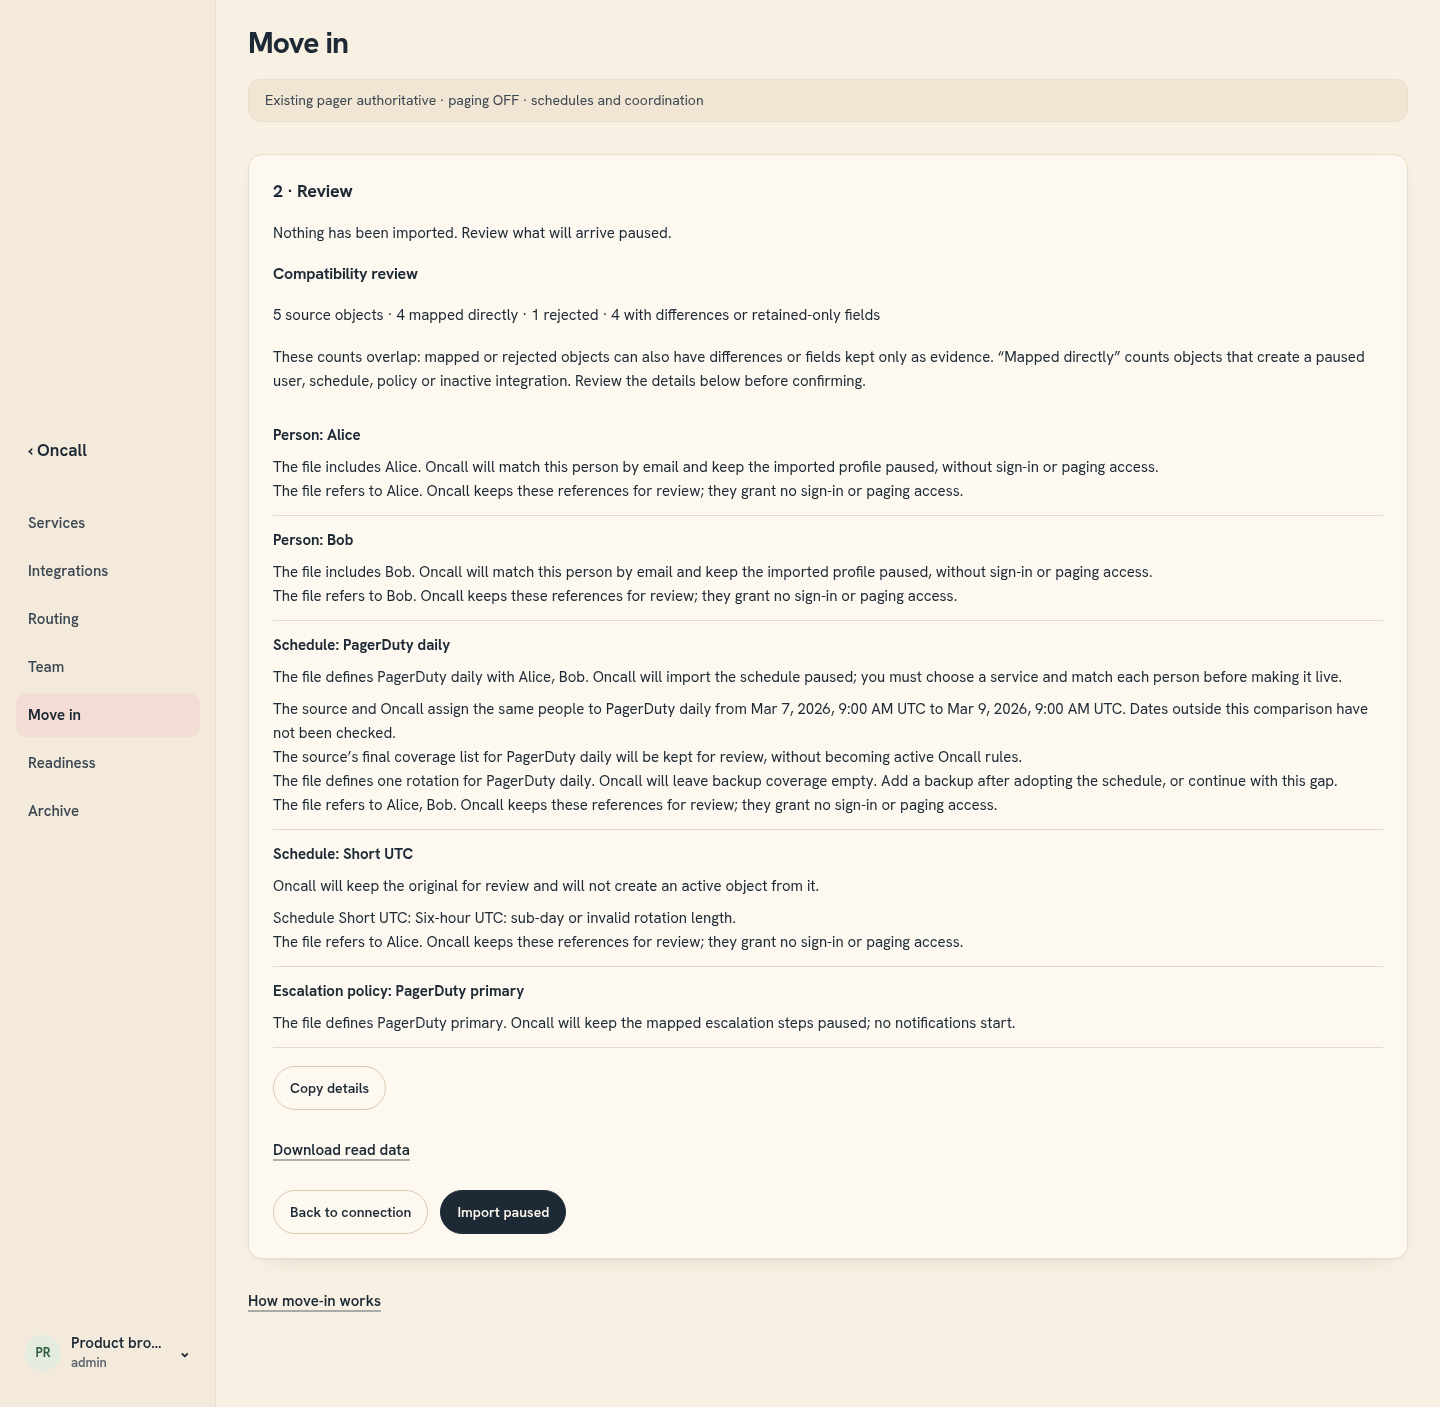 Move in
Existing pager authoritative · paging OFF · schedules and coordination
2 · Review
Nothing has been imported. Review what will arrive paused.
Compatibility review
5 source objects · 4 mapped directly · 1 rejected · 4 with differences or retained-only fields
These counts overlap: mapped or rejected objects can also have differences or fields kept only as evidence. “Mapped directly” counts objects that create a paused
user, schedule, policy or inactive integration. Review the details below before confirming.
Person: Alice
The file includes Alice. Oncall will match this person by email and keep the imported profile paused, without sign-in or paging access.
The file refers to Alice. Oncall keeps these references for review; they grant no sign-in or paging access.
Person: Bob
The file includes Bob. Oncall will match this person by email and keep the imported profile paused, without sign-in or paging access.
The file refers to Bob. Oncall keeps these references for review; they grant no sign-in or paging access.
Schedule: PagerDuty daily
The file defines PagerDuty daily with Alice, Bob. Oncall will import the schedule paused; you must choose a service and match each person before making it live.
The source and Oncall assign the same people to PagerDuty daily from Mar 7, 2026, 9:00 AM UTC to Mar 9, 2026, 9:00 AM UTC. Dates outside this comparison have
not been checked.
The source’s final coverage list for PagerDuty daily will be kept for review, without becoming active Oncall rules.
The file defines one rotation for PagerDuty daily. Oncall will leave backup coverage empty. Add a backup after adopting the schedule, or continue with this gap.
The file refers to Alice, Bob. Oncall keeps these references for review; they grant no sign-in or paging access.
Schedule: Short UTC
Oncall will keep the original for review and will not create an active object from it.
Schedule Short UTC: Six-hour UTC: sub-day or invalid rotation length.
The file refers to Alice. Oncall keeps these references for review; they grant no sign-in or paging access.
Escalation policy: PagerDuty primary
The file defines PagerDuty primary. Oncall will keep the mapped escalation steps paused; no notifications start.
Copy details
Download read data
Back to connection
Import paused
How move-in works
‹ Oncall
Services
Integrations
Routing
Team
Move in
Readiness
Archive
PR
Product bro...
admin